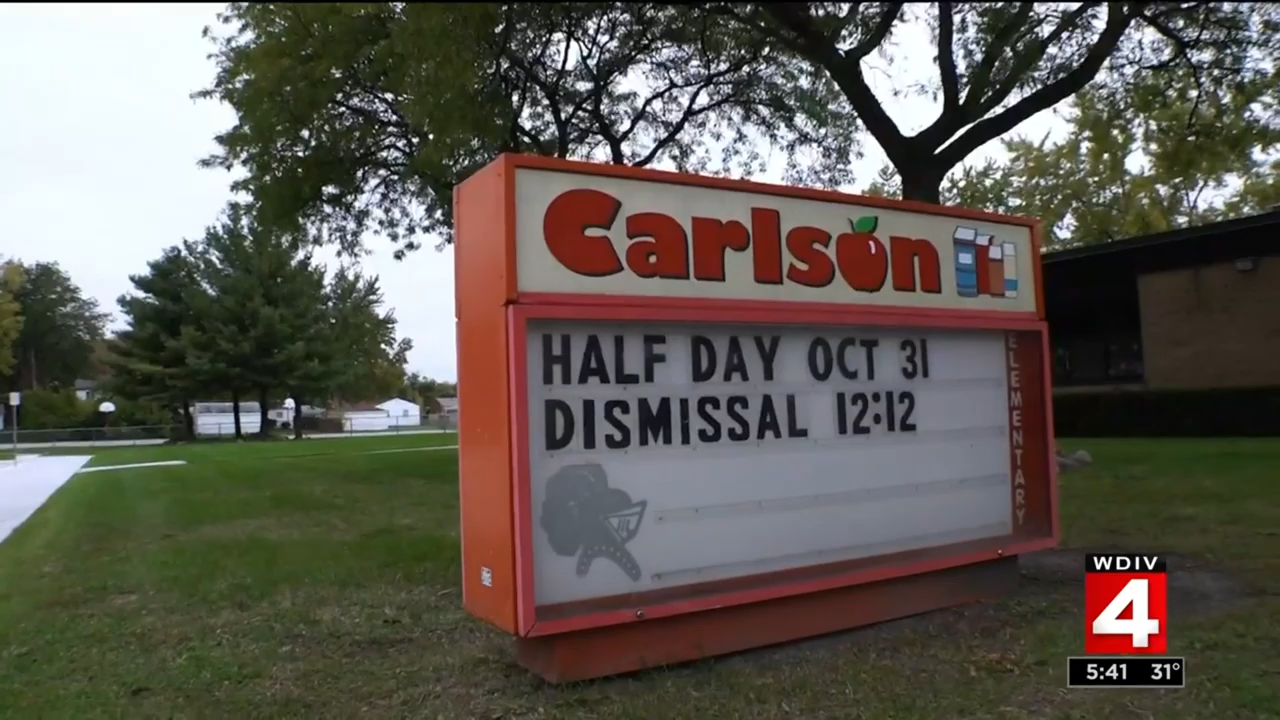 Carlson
HALF DAY OCT 31
DISMISSAL 12:12
ELEMENTARY
WDIV
4
5:41 31°